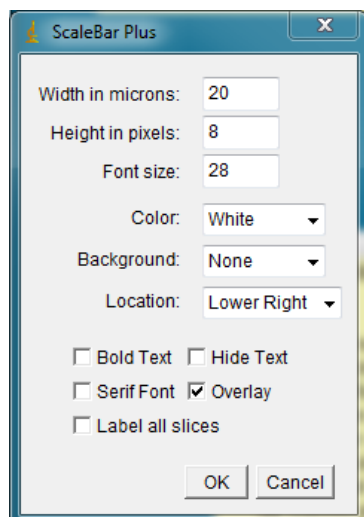 ScaleBar Plus
Width in microns: 20
Height in pixels: 8
Font size: 28
Color: White
Background: None
Location: Lower Right
Bold Text Hide Text
Serif Font Overlay
Label all slices
OK Cancel